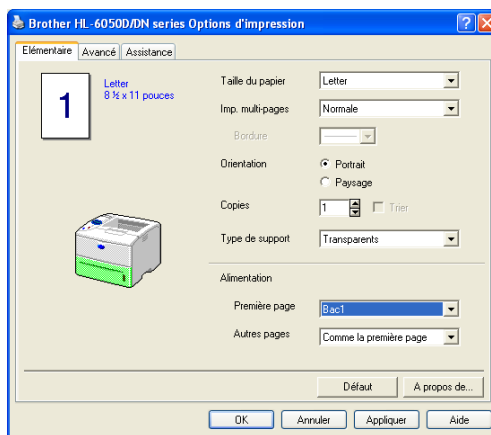 Brother HL-6050D/DN series Options d'impression
Elémentaire Avancé Assistance
1
Letter
8 ½ x 11 pouces
Taille du papier Letter
Imp. multi-pages Normale
Bordure
Orientation Portrait
Paysage
Copies 1 Trier
Type de support Transparents
Alimentation
Première page Bac1
Autres pages Comme la première page
Défaut A propos de...
OK Annuler Appliquer Aide